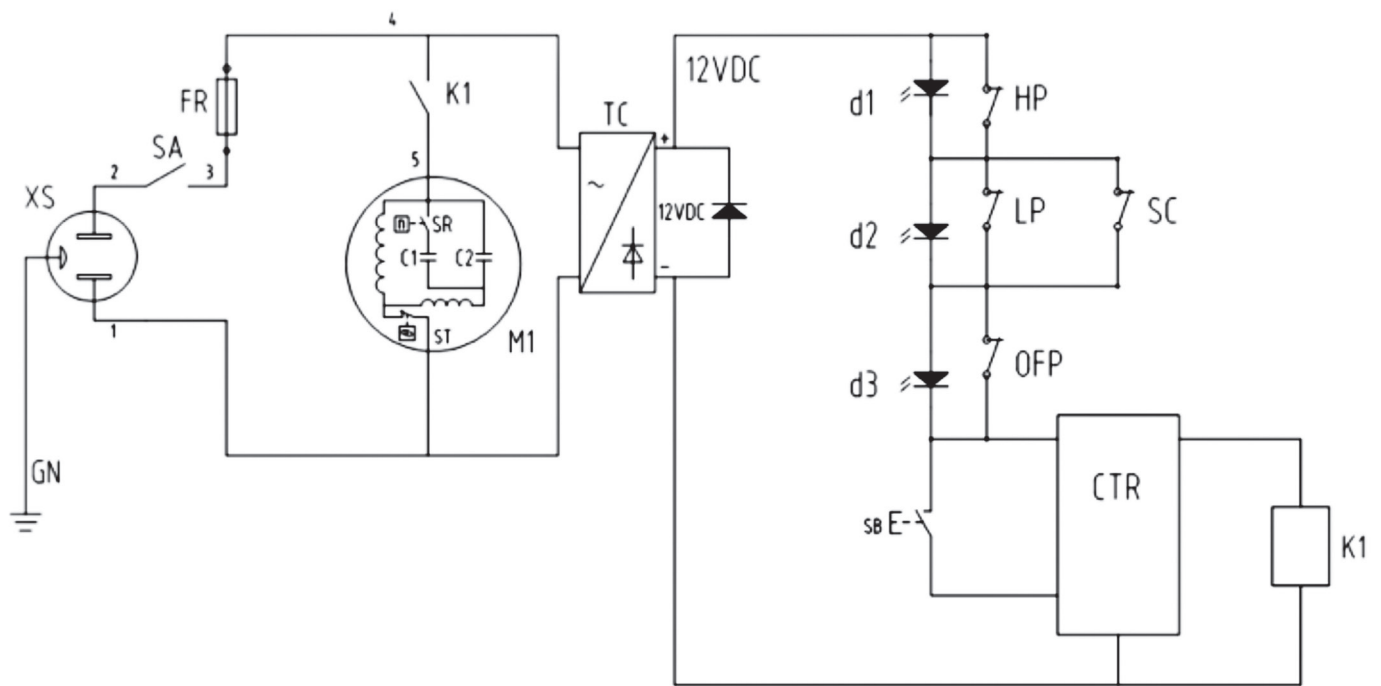 4
FR
K1
12VDC
d1
HP
TC
SA
2
3
5
+
XS
~
12VDC
n
SR
C1
C2
d2
LP
SC
-
1
ST
M1
d3
OFP
GN
CTR
SB
E
K1